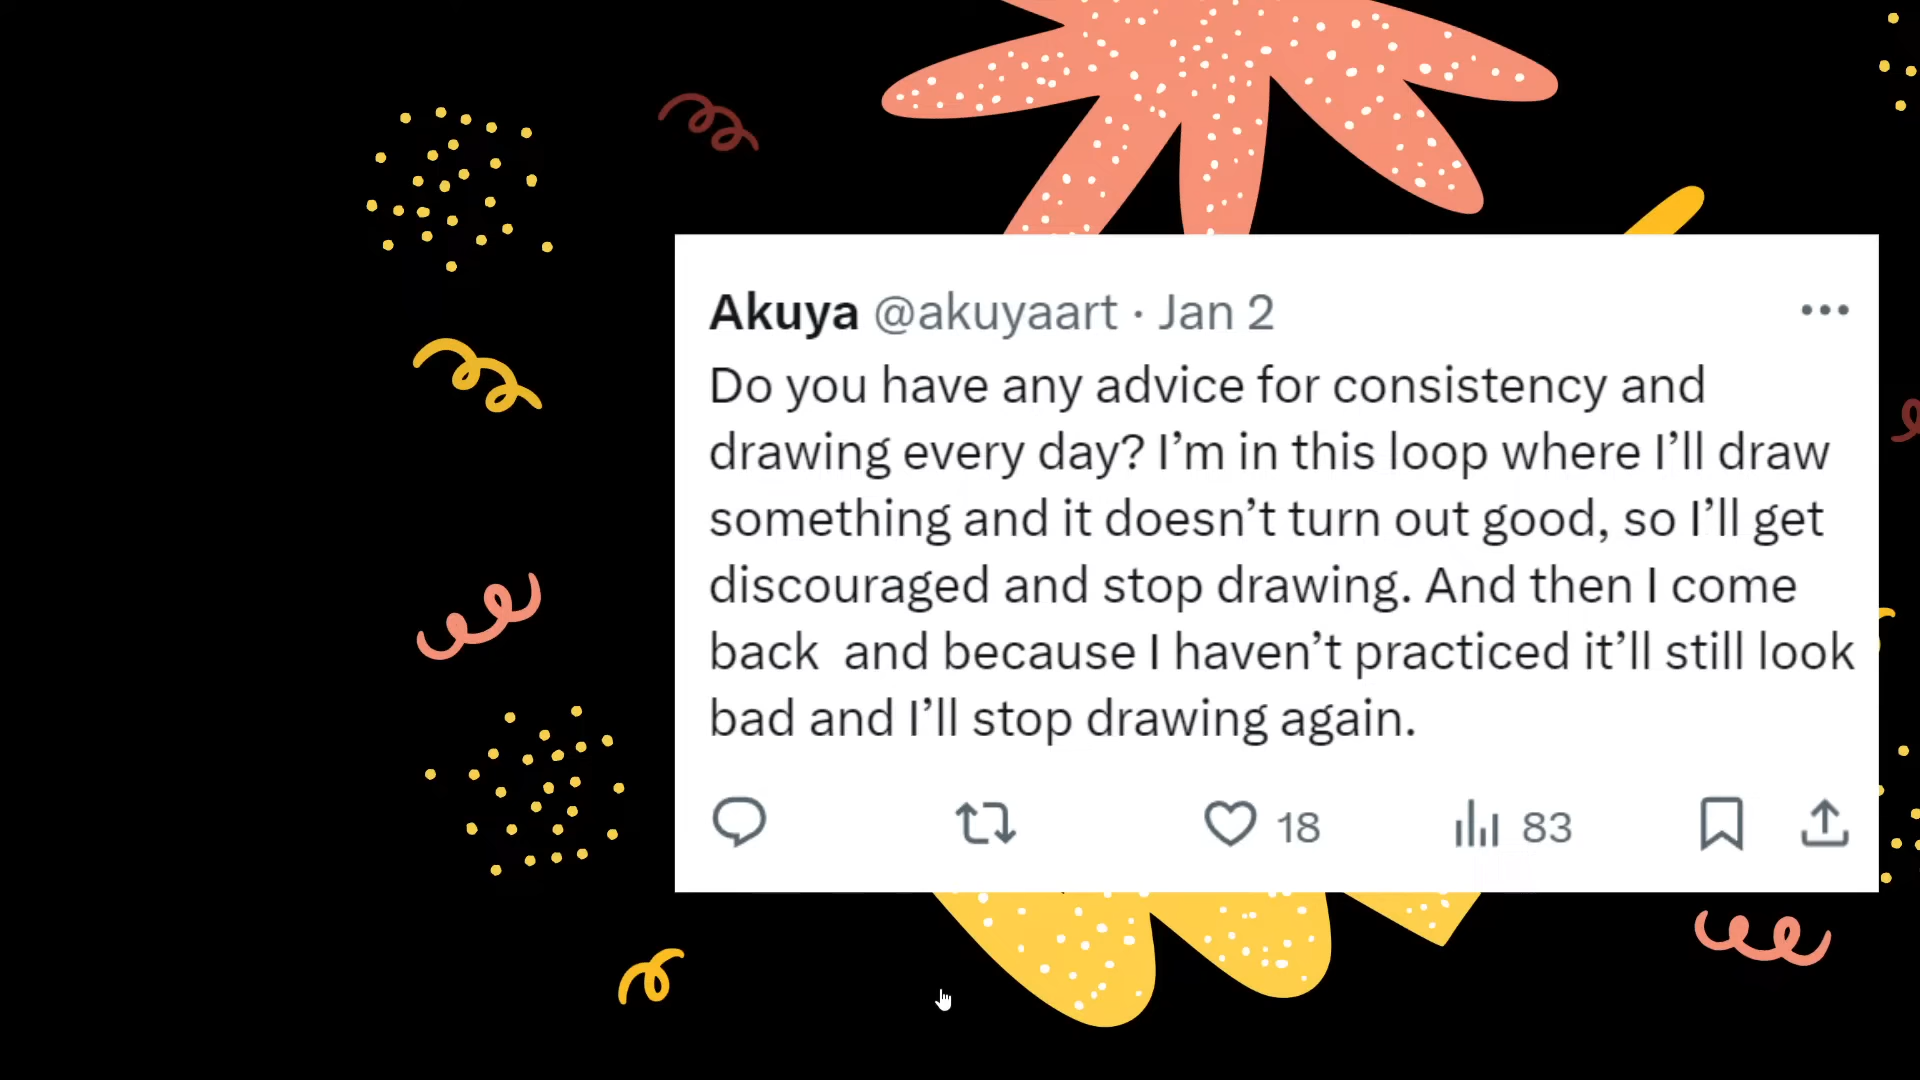 Akuya @akuyaart · Jan 2
Do you have any advice for consistency and
drawing every day? I’m in this loop where I’ll draw
something and it doesn’t turn out good, so I’ll get
discouraged and stop drawing. And then I come
back  and because I haven’t practiced it’ll still look
bad and I’ll stop drawing again.
18 83